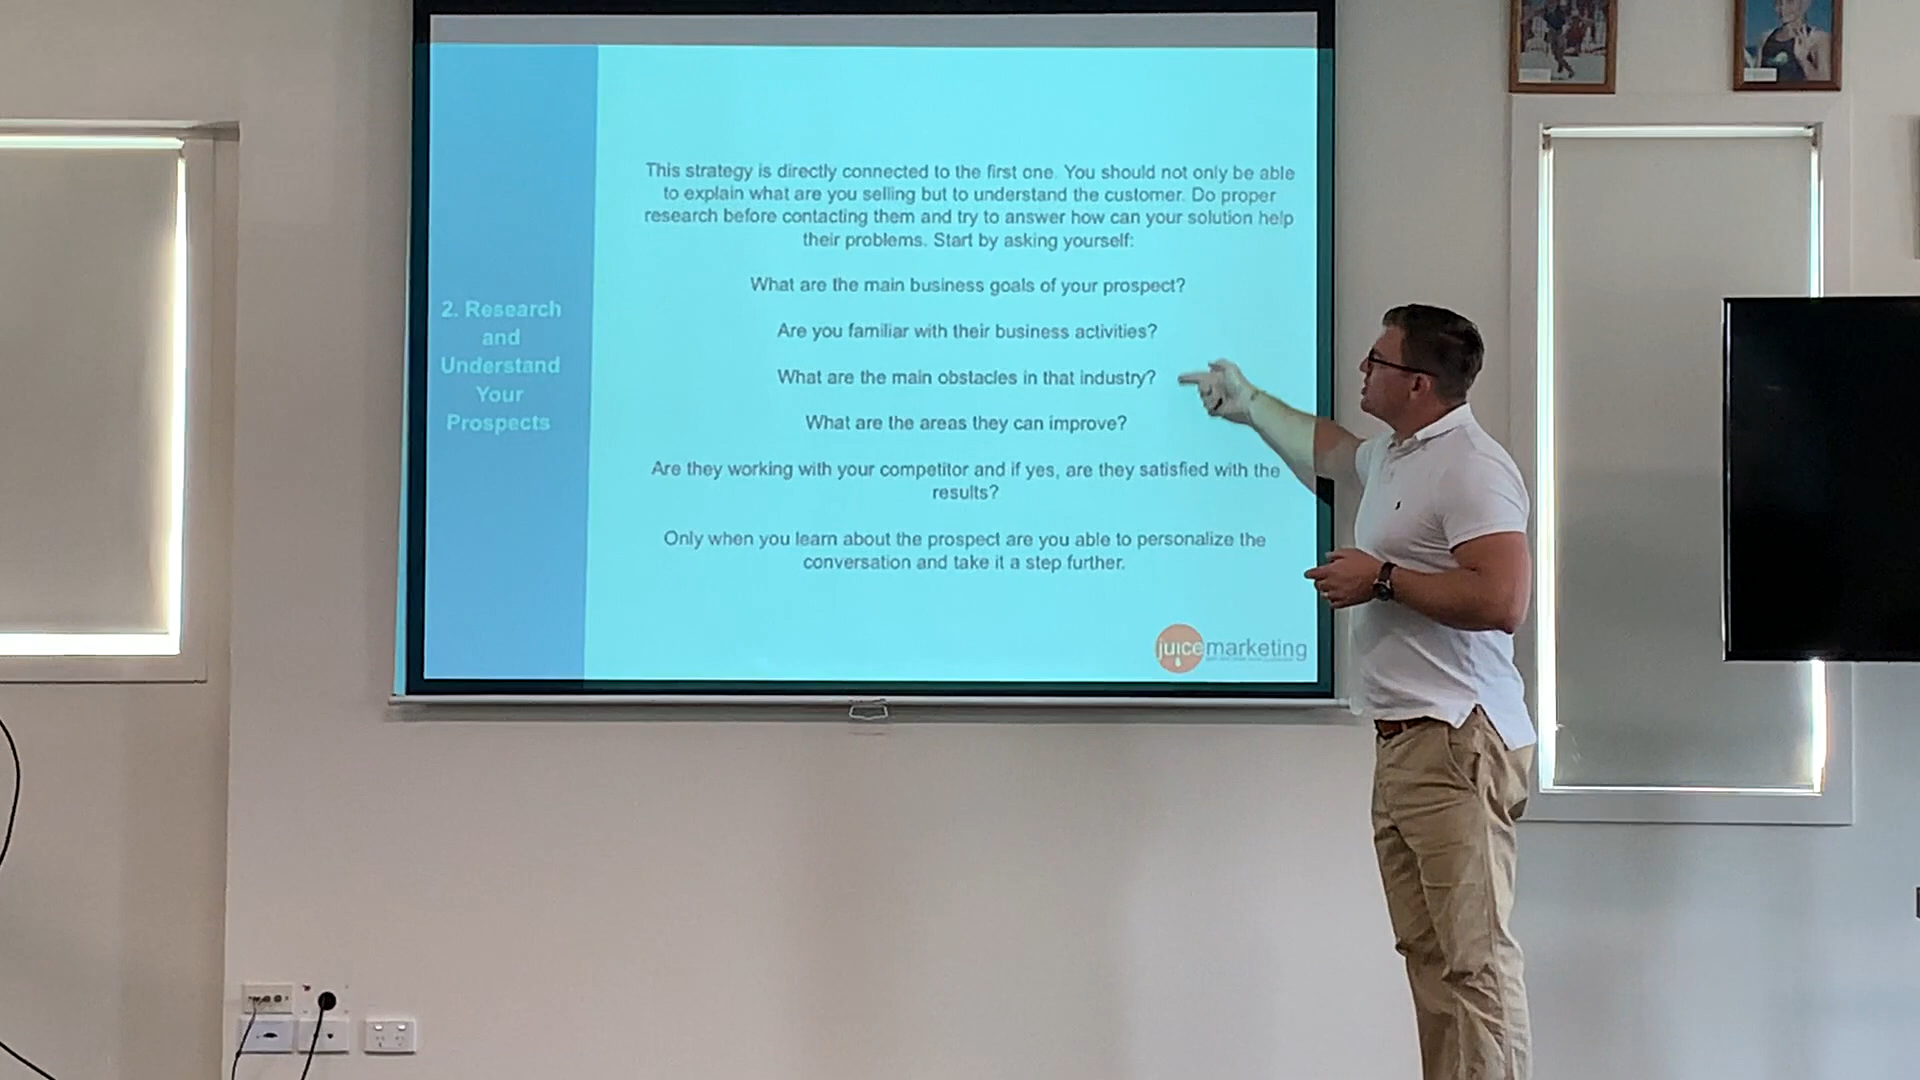 2. Research
and
Understand
Your
Prospects
This strategy is directly connected to the first one. You should not only be able
to explain what are you selling but to understand the customer. Do proper
research before contacting them and try to answer how can your solution help
their problems. Start by asking yourself:
What are the main business goals of your prospect?
Are you familiar with their business activities?
What are the main obstacles in that industry?
What are the areas they can improve?
Are they working with your competitor and if yes, are they satisfied with the
results?
Only when you learn about the prospect are you able to personalize the
conversation and take it a step further.
juicemarketing